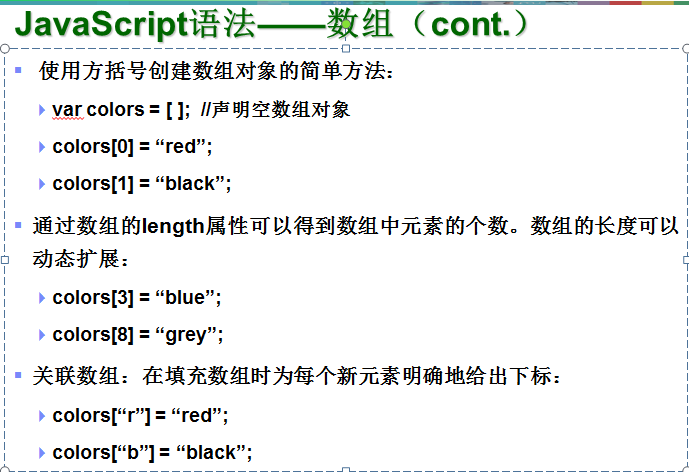 JavaScript语法——数组（cont.）
使用方括号创建数组对象的简单方法：
var colors = [ ];  //声明空数组对象
colors[0] = “red”;
colors[1] = “black”;
通过数组的length属性可以得到数组中元素的个数。数组的长度可以
动态扩展：
colors[3] = “blue”;
colors[8] = “grey”;
关联数组：在填充数组时为每个新元素明确地给出下标：
colors[“r”] = “red”;
colors[“b”] = “black”;